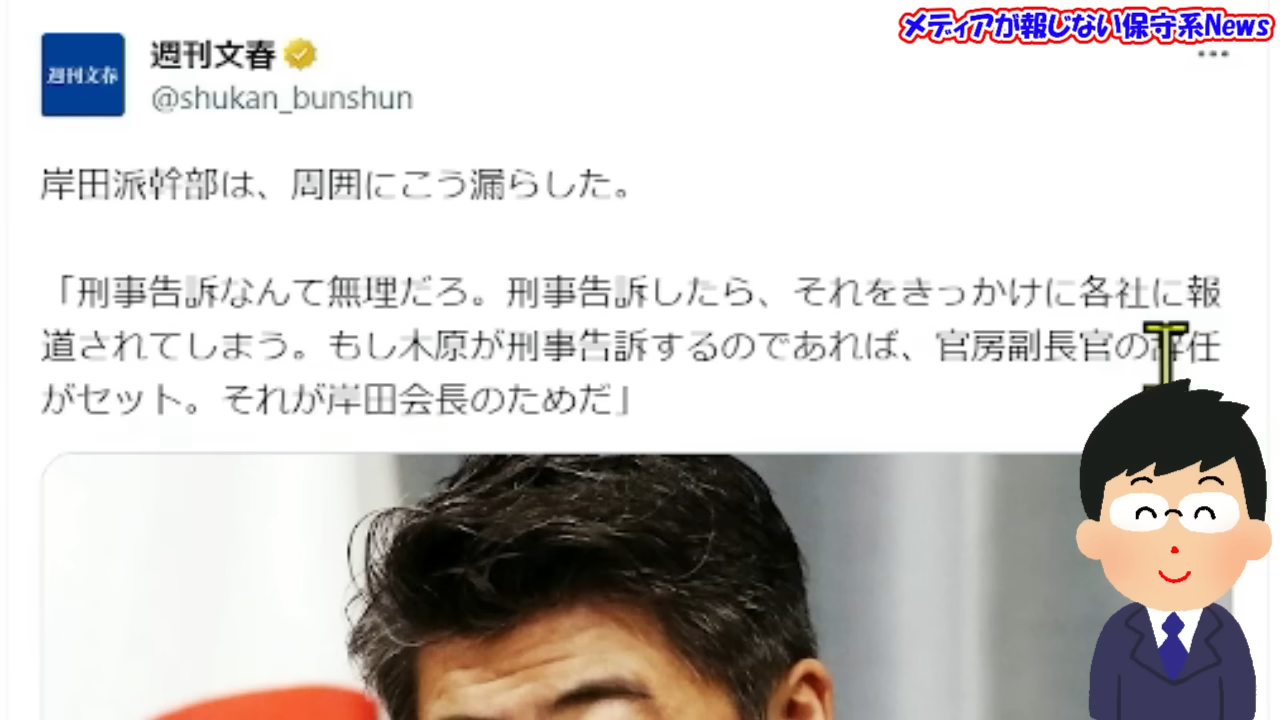 メディアが報じない保守系News
週刊文春
週刊文春
@shukan_bunshun
岸田派幹部は、周囲にこう漏らした。
「刑事告訴なんて無理だろ。刑事告訴したら、それをきっかけに各社に報
道されてしまう。もし木原が刑事告訴するのであれば、官房副長官の辞任
がセット。それが岸田会長のためだ」